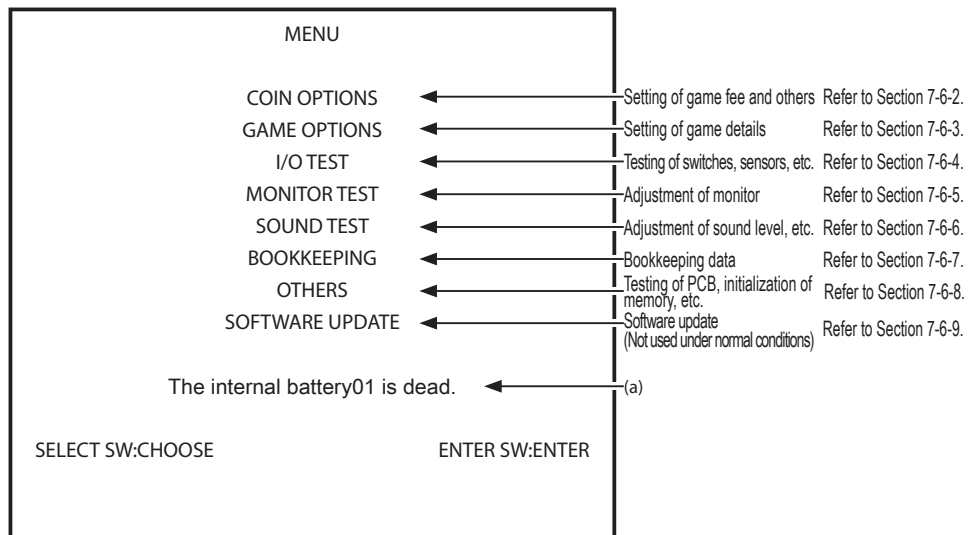 MENU
COIN OPTIONS Setting of game fee and others Refer to Section 7-6-2.
GAME OPTIONS Setting of game details Refer to Section 7-6-3.
I/O TEST Testing of switches, sensors, etc. Refer to Section 7-6-4.
MONITOR TEST Adjustment of monitor Refer to Section 7-6-5.
SOUND TEST Adjustment of sound level, etc. Refer to Section 7-6-6.
BOOKKEEPING Bookkeeping data Refer to Section 7-6-7.
OTHERS Testing of PCB, initialization of
memory, etc. Refer to Section 7-6-8.
SOFTWARE UPDATE Software update
(Not used under normal conditions) Refer to Section 7-6-9.
The internal battery01 is dead. (a)
SELECT SW:CHOOSE ENTER SW:ENTER